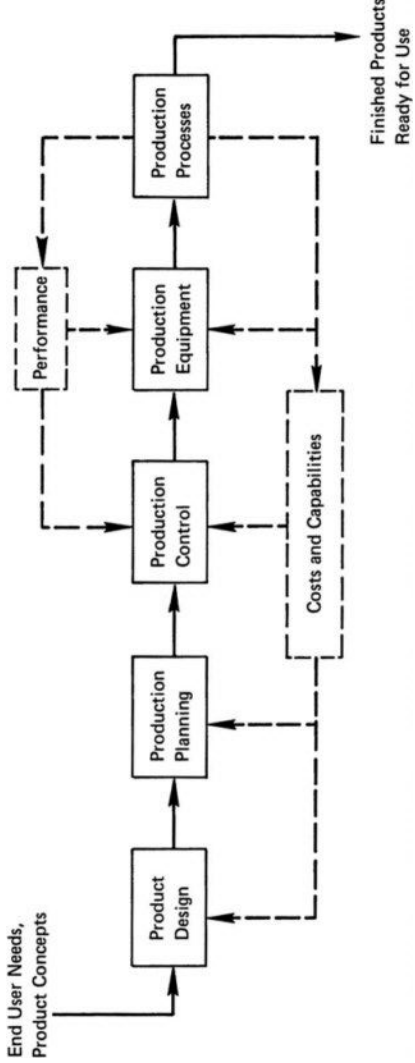 End User Needs,
Product Concepts
Product
Design
Production
Planning
Production
Control
Production
Equipment
Production
Processes
Performance
Costs and Capabilities
Finished Products
Ready for Use